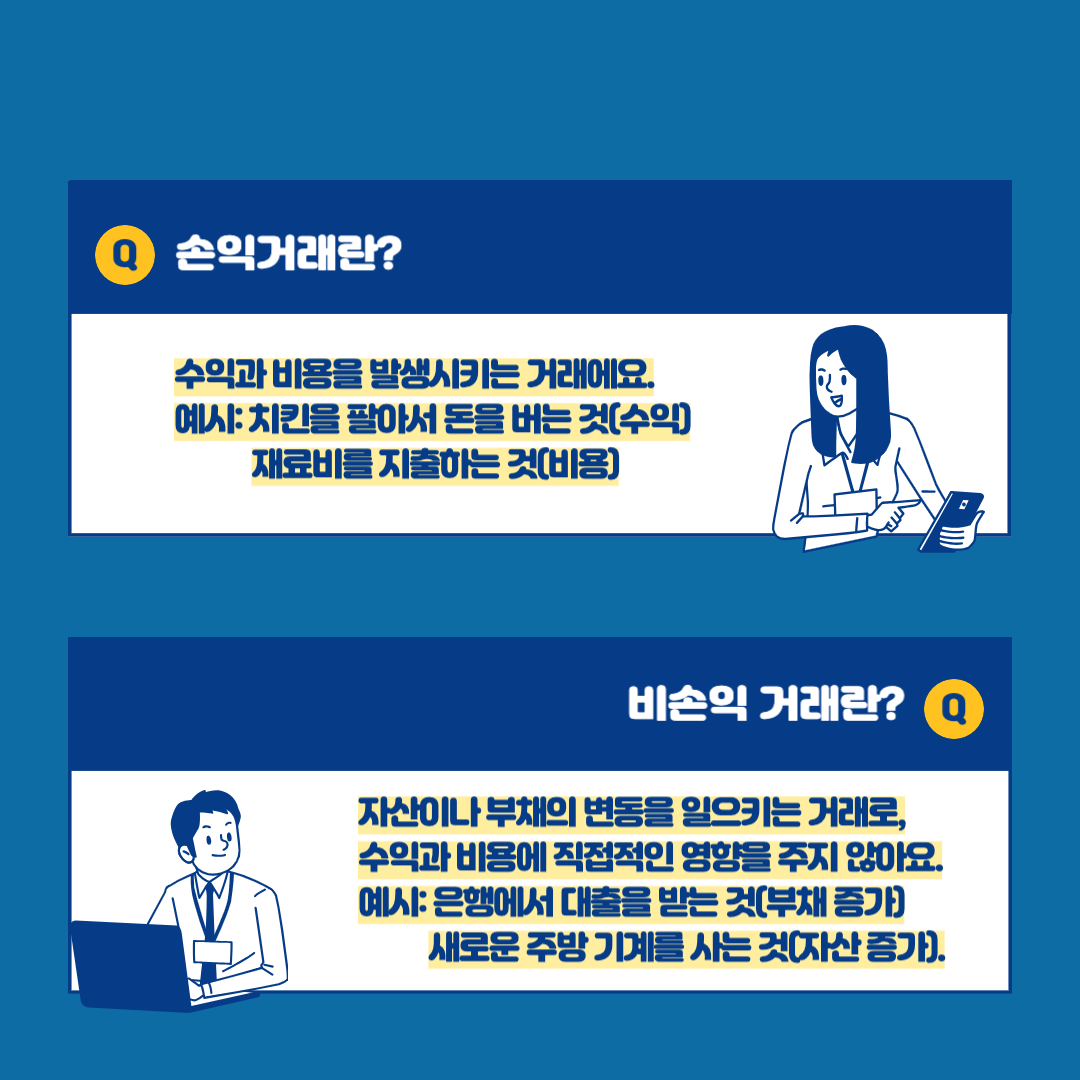 Q 손익거래란?
수익과 비용을 발생시키는 거래에요.
예시: 치킨을 팔아서 돈을 버는 것(수익)
재료비를 지출하는 것(비용)
비손익 거래란? Q
자산이나 부채의 변동을 일으키는 거래로,
수익과 비용에 직접적인 영향을 주지 않아요.
예시: 은행에서 대출을 받는 것(부채 증가)
새로운 주방 기계를 사는 것(자산 증가).